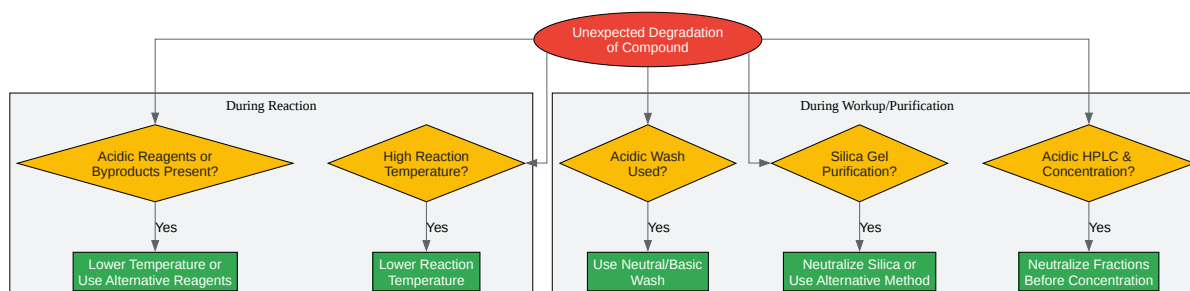 Unexpected Degradation
of Compound
During Reaction
During Workup/Purification
Acidic Reagents or
Byproducts Present?
High Reaction
Temperature?
Acidic Wash
Used?
Silica Gel
Purification?
Acidic HPLC &
Concentration?
Yes
Yes
Yes
Yes
Yes
Lower Temperature or
Use Alternative Reagents
Lower Reaction
Temperature
Use Neutral/Basic
Wash
Neutralize Silica or
Use Alternative Method
Neutralize Fractions
Before Concentration